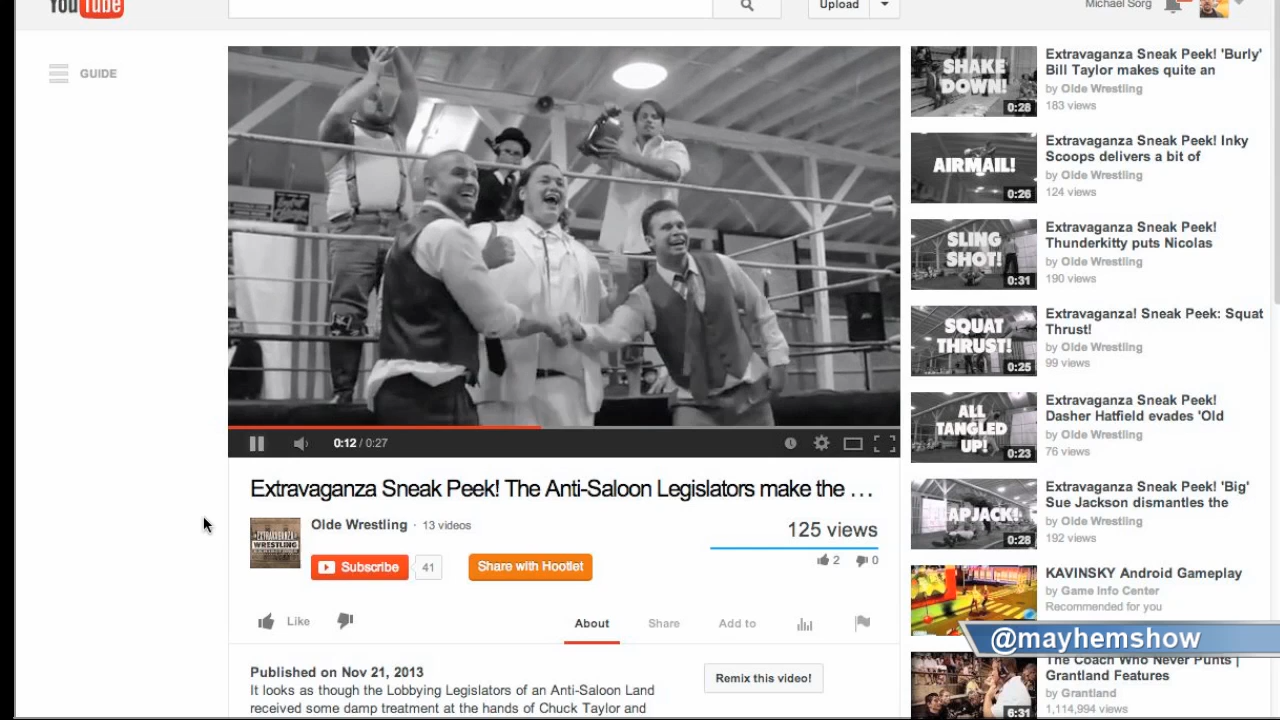 YouTube
Upload
Michael Sorg
GUIDE
0:12 / 0:27
Extravaganza Sneak Peek! The Anti-Saloon Legislators make the ...
Olde Wrestling · 13 videos
EXTRAVAGANZA
WRESTLING
Subscribe
41
Share with Hootlet
125 views
2
0
Like
About
Share
Add to
Published on Nov 21, 2013
It looks as though the Lobbying Legislators of an Anti-Saloon Land
received some damp treatment at the hands of Chuck Taylor and
Remix this video!
SHAKE
DOWN!
0:28
Extravaganza Sneak Peek! 'Burly'
Bill Taylor makes quite an
by Olde Wrestling
183 views
AIRMAIL!
0:26
Extravaganza Sneak Peek! Inky
Scoops delivers a bit of
by Olde Wrestling
124 views
SLING
SHOT!
0:31
Extravaganza Sneak Peek!
Thunderkitty puts Nicolas
by Olde Wrestling
190 views
SQUAT
THRUST!
0:25
Extravaganza! Sneak Peek: Squat
Thrust!
by Olde Wrestling
99 views
ALL
TANGLED
UP!
0:23
Extravaganza Sneak Peek!
Dasher Hatfield evades 'Old
by Olde Wrestling
76 views
0:28
Extravaganza Sneak Peek! 'Big'
Sue Jackson dismantles the
by Olde Wrestling
192 views
KAVINSKY Android Gameplay
by Game Info Center
Recommended for you
@mayhemshow
6:31
The Coach Who Never Punts |
Grantland Features
by Grantland
1,114,994 views